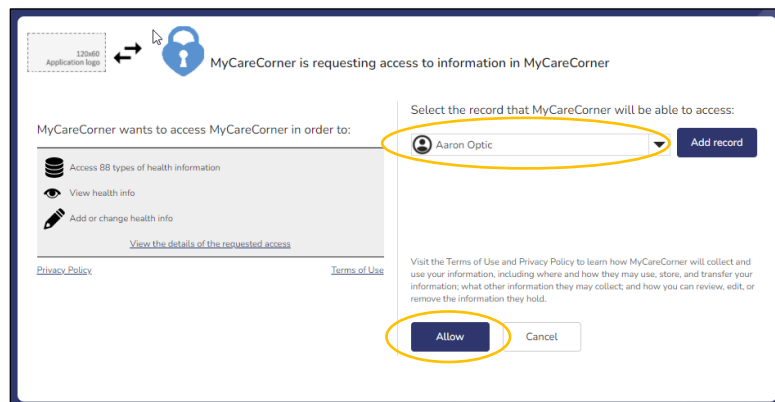 120x60
Application logo
MyCareCorner is requesting access to information in MyCareCorner
MyCareCorner wants to access MyCareCorner in order to:
Access 88 types of health information
View health info
Add or change health info
View the details of the requested access
Privacy Policy
Terms of Use
Select the record that MyCareCorner will be able to access:
Aaron Optic
Add record
Visit the Terms of Use and Privacy Policy to learn how MyCareCorner will collect and
use your information, including where and how they may use, store, and transfer your
information; what other information they may collect; and how you can review, edit, or
remove the information they hold.
Allow
Cancel